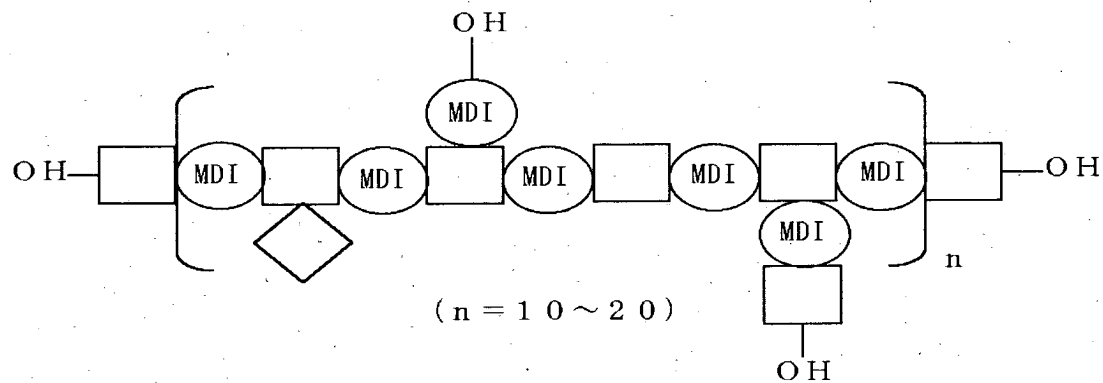 OH
MDI
OH MDI MDI MDI MDI MDI OH
MDI
n
(n=10~20)
OH